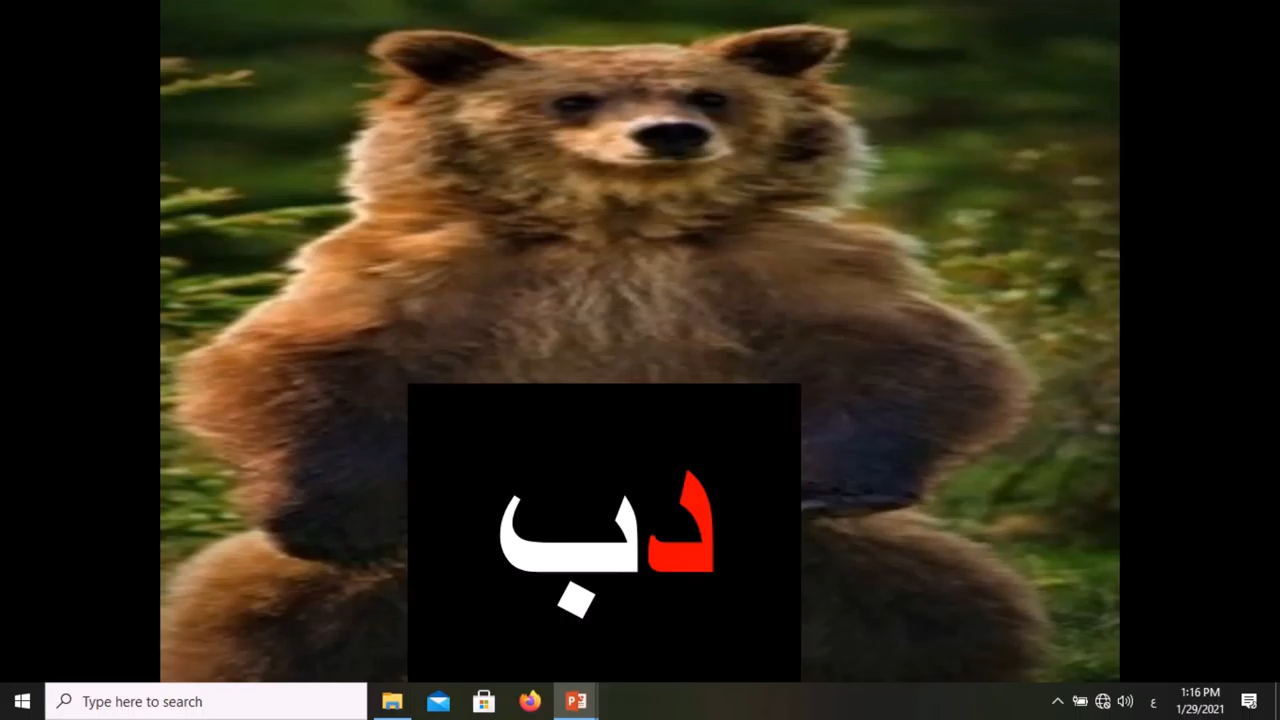 دب
Type here to search
ع
1:16 PM
1/29/2021